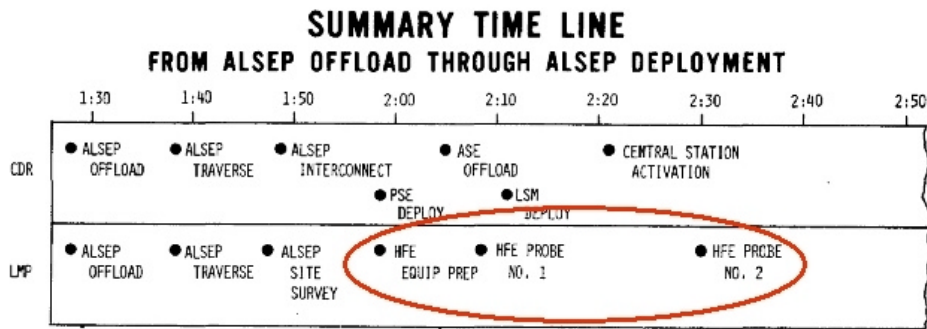 SUMMARY TIME LINE
FROM ALSEP OFFLOAD THROUGH ALSEP DEPLOYMENT
1:30 1:40 1:50 2:00 2:10 2:20 2:30 2:40 2:50
CDR
ALSEP OFFLOAD
ALSEP TRAVERSE
ALSEP INTERCONNECT
ASE OFFLOAD
CENTRAL STATION ACTIVATION
PSE DEPLOY
LSM DEPLOY
LMP
ALSEP OFFLOAD
ALSEP TRAVERSE
ALSEP SITE SURVEY
HFE EQUIP PREP
HFE PROBE NO. 1
HFE PROBE NO. 2